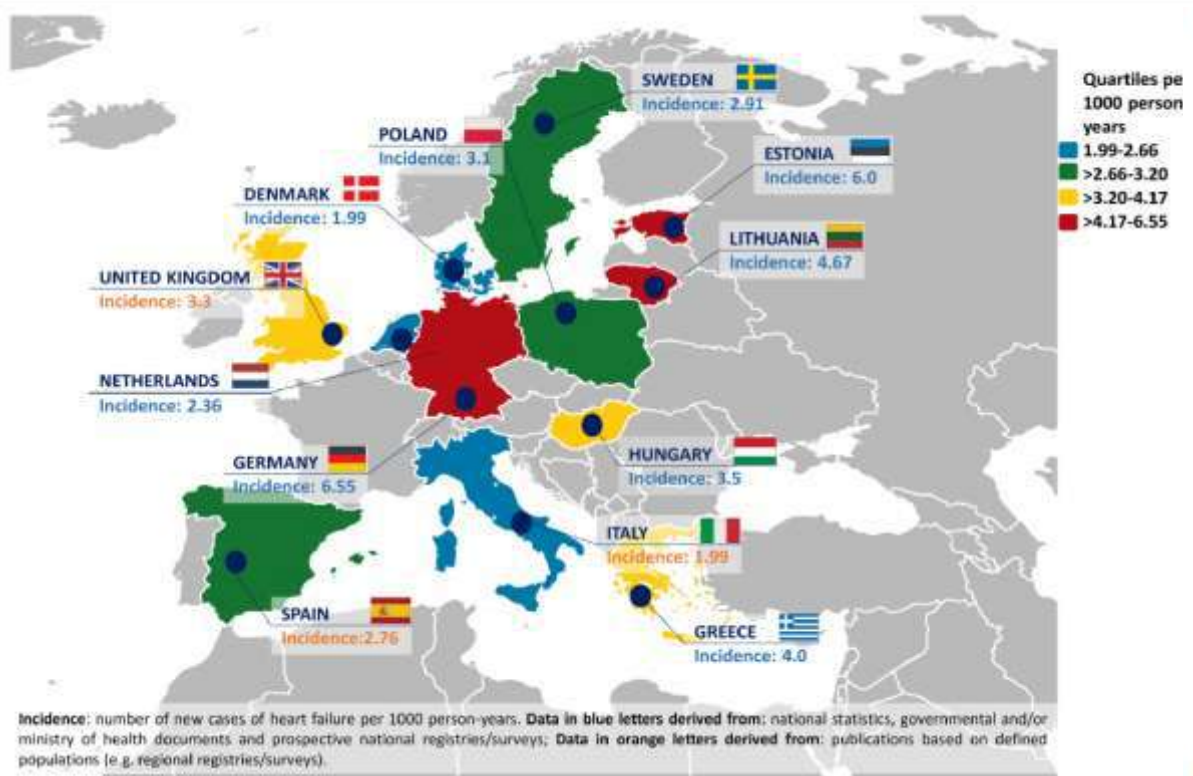 SWEDEN
Incidence: 2.91
POLAND
Incidence: 3.1
ESTONIA
Incidence: 6.0
DENMARK
Incidence: 1.99
LITHUANIA
Incidence: 4.67
UNITED KINGDOM
Incidence: 3.3
NETHERLANDS
Incidence: 2.36
GERMANY
Incidence: 6.55
HUNGARY
Incidence: 3.5
ITALY
Incidence: 1.99
SPAIN
Incidence:2.76
GREECE
Incidence: 4.0
Quartiles pe
1000 person
years
1.99-2.66
>2.66-3.20
>3.20-4.17
>4.17-6.55
Incidence: number of new cases of heart failure per 1000 person-years. Data in blue letters derived from: national statistics, governmental and/or
ministry of health documents and prospective national registries/surveys; Data in orange letters derived from: publications based on defined
populations (e.g. regional registries/surveys).